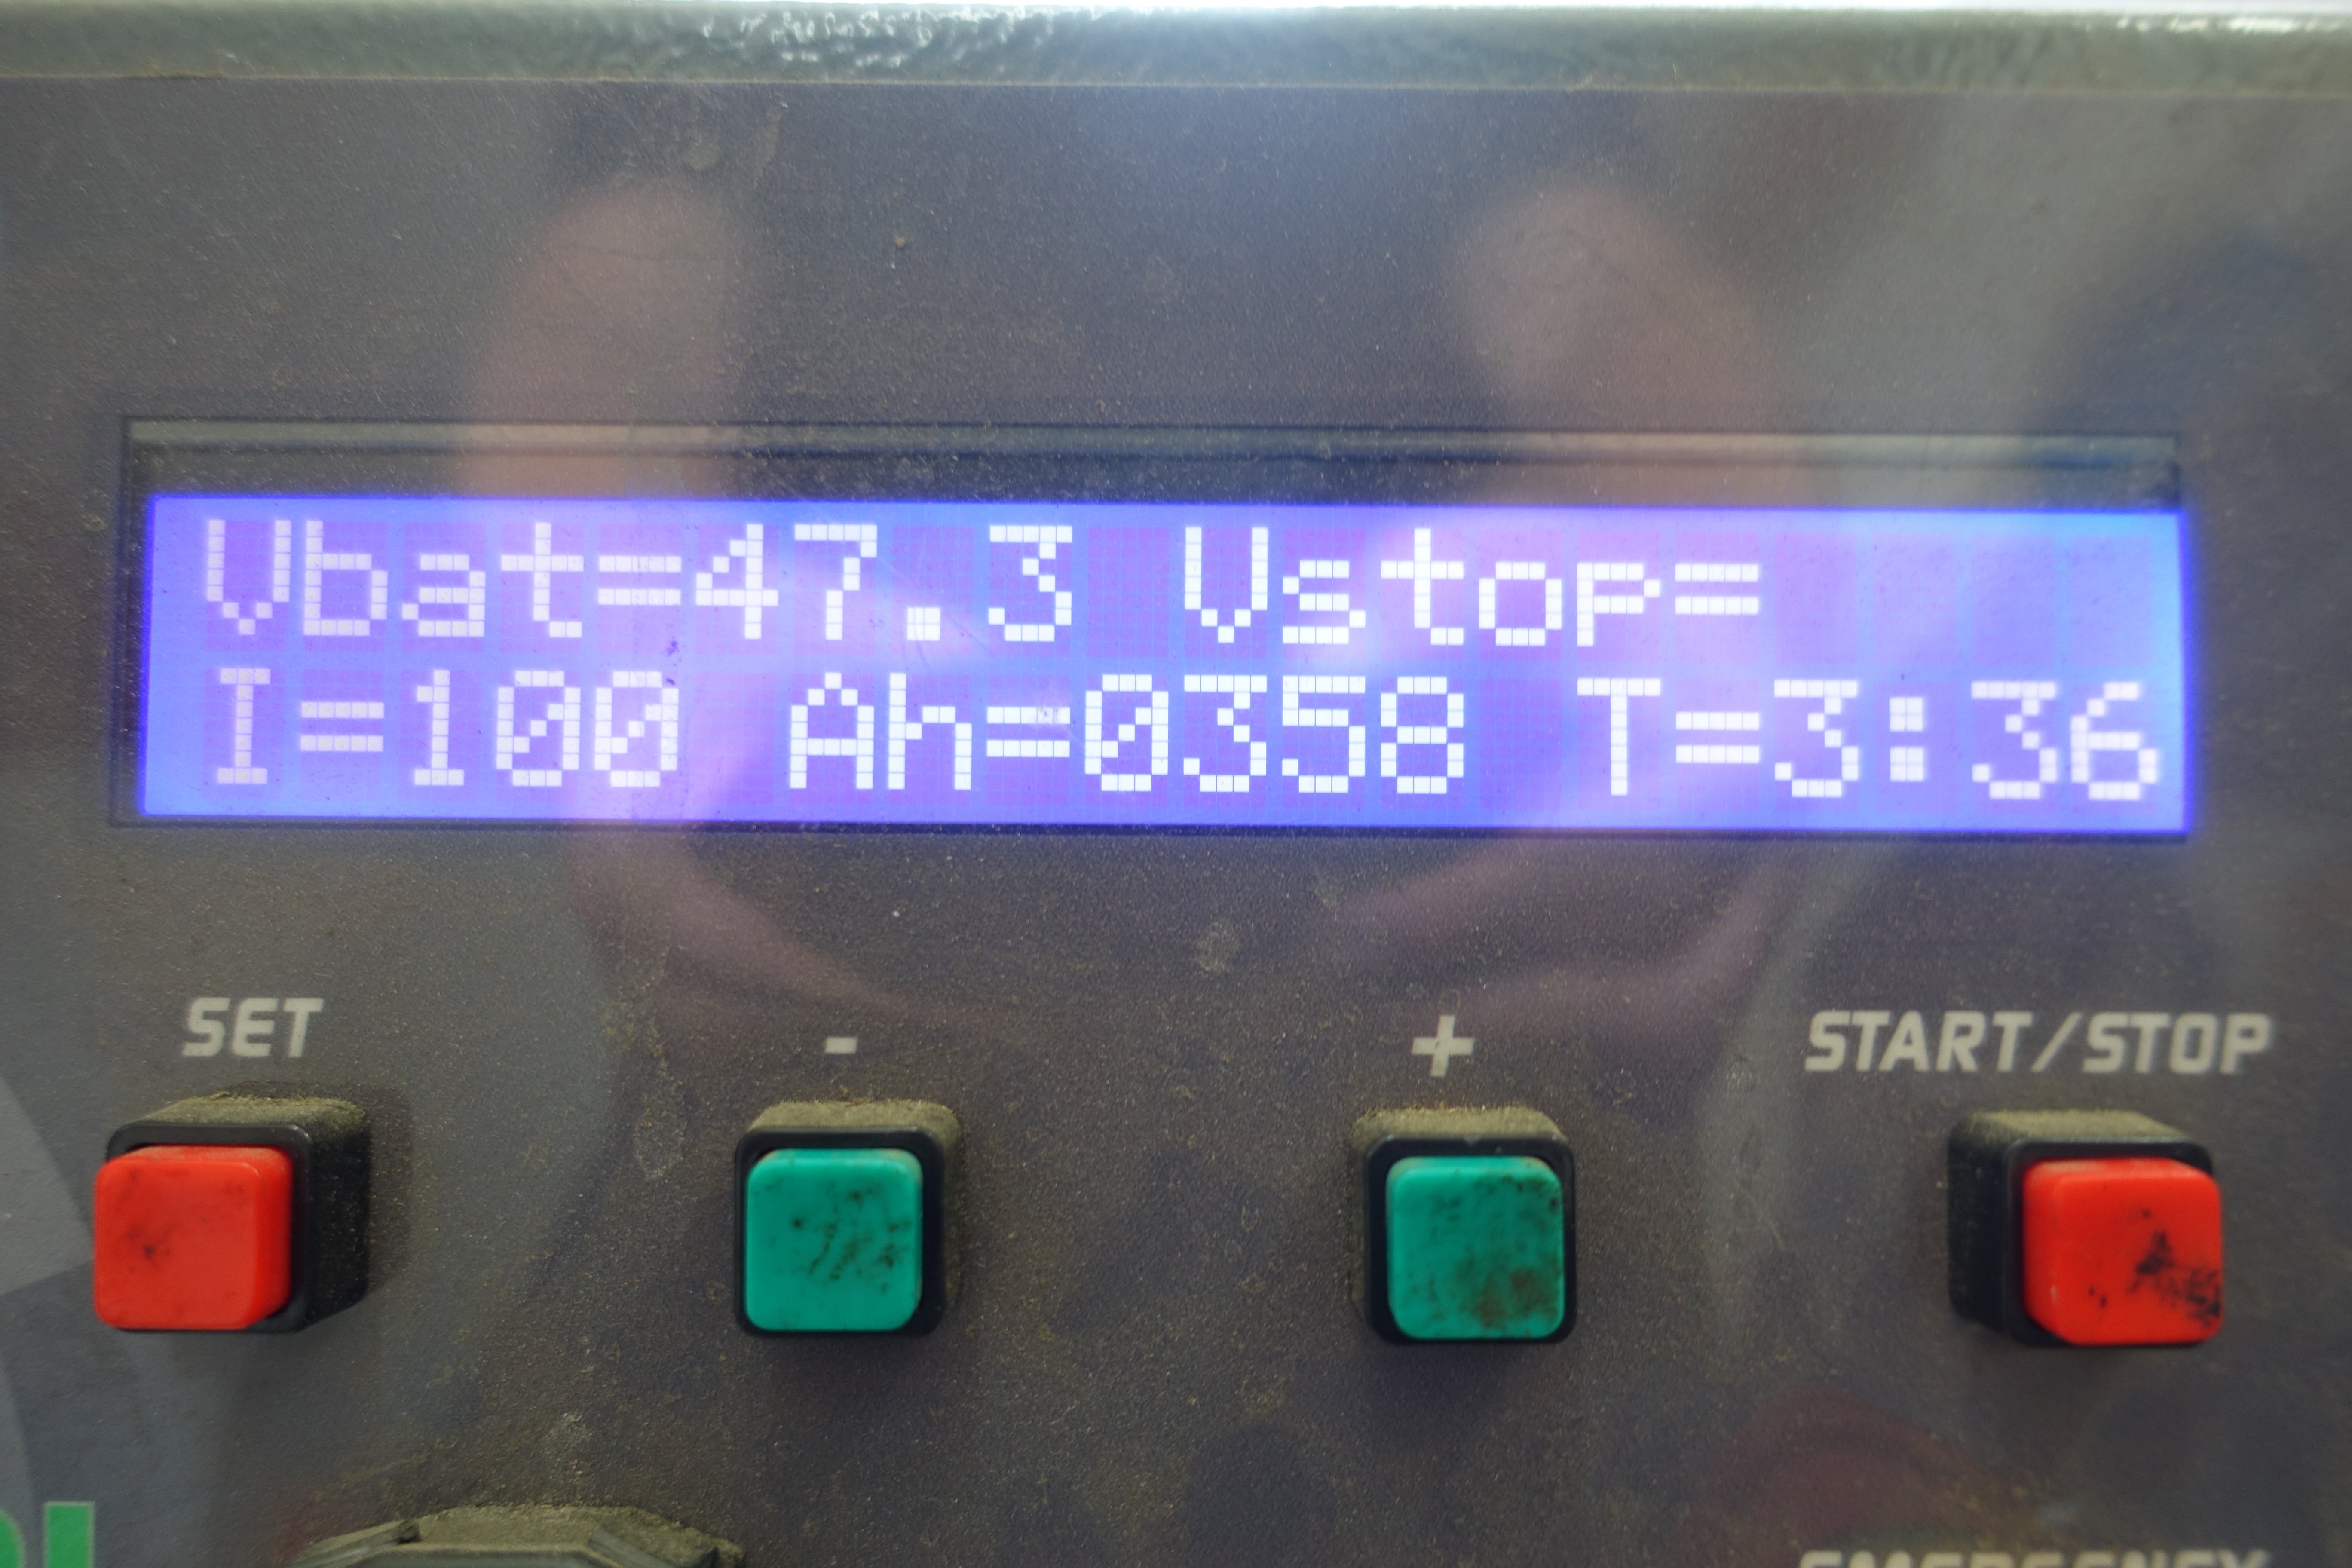 Vbat=47.3 Vstop=
I=100 Ah=0358 T=3:36
SET - + START/STOP